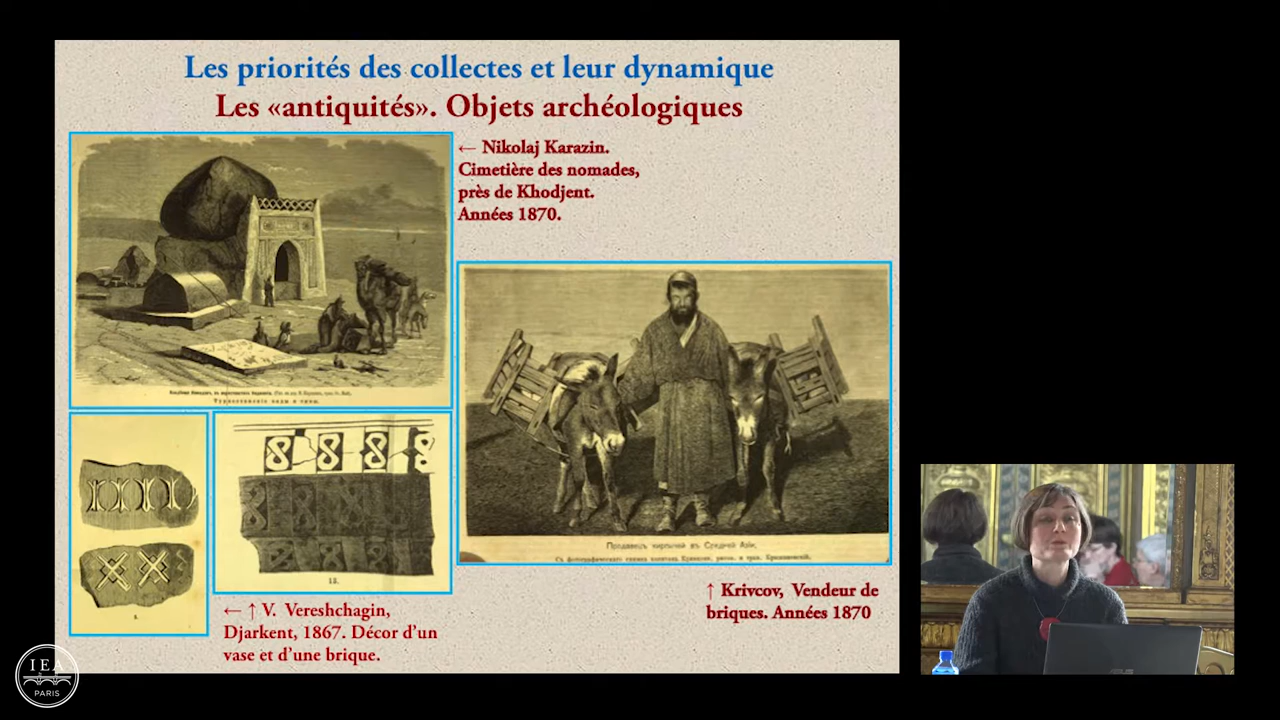 Les priorités des collectes et leur dynamique
Les «antiquités». Objets archéologiques
← Nikolaj Karazin.
Cimetière des nomades,
près de Khodjent.
Années 1870.
Продавецъ кирпичей въ Средней Азіи.
↑ Krivcov, Vendeur de
briques. Années 1870
13.
← ↑ V. Vereshchagin,
Djarkent, 1867. Décor d’un
vase et d’une brique.
IEA
PARIS
ASUS